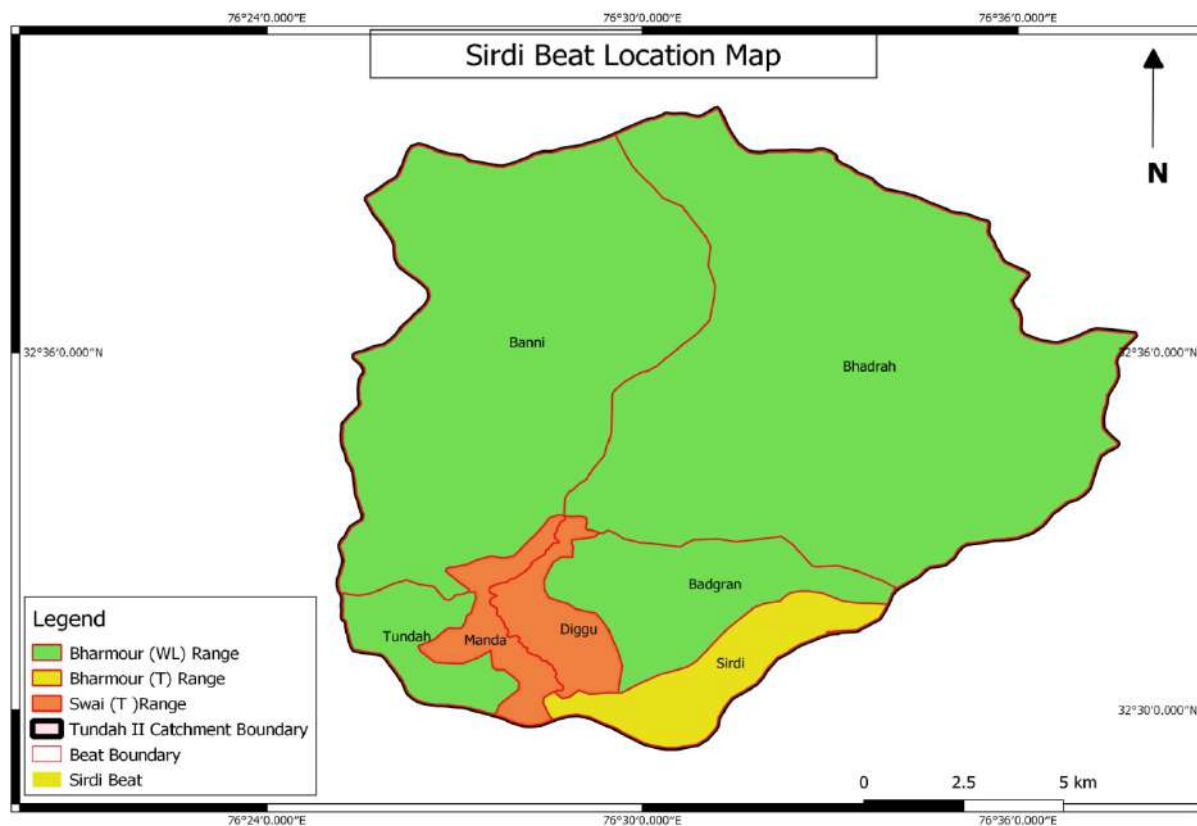 76°24'0.000"E 76°30'0.000"E 76°36'0.000"E
Sirdi Beat Location Map
N
32°36'0.000"N 32°36'0.000"N
Banni
Bhadrah
Badgran
Tundah Manda Diggu
Sirdi
Legend
Bharmour (WL) Range
Bharmour (T) Range
Swai (T )Range
Tundah II Catchment Boundary
Beat Boundary
Sirdi Beat
32°30'0.000"N
0 2.5 5 km
76°24'0.000"E 76°30'0.000"E 76°36'0.000"E